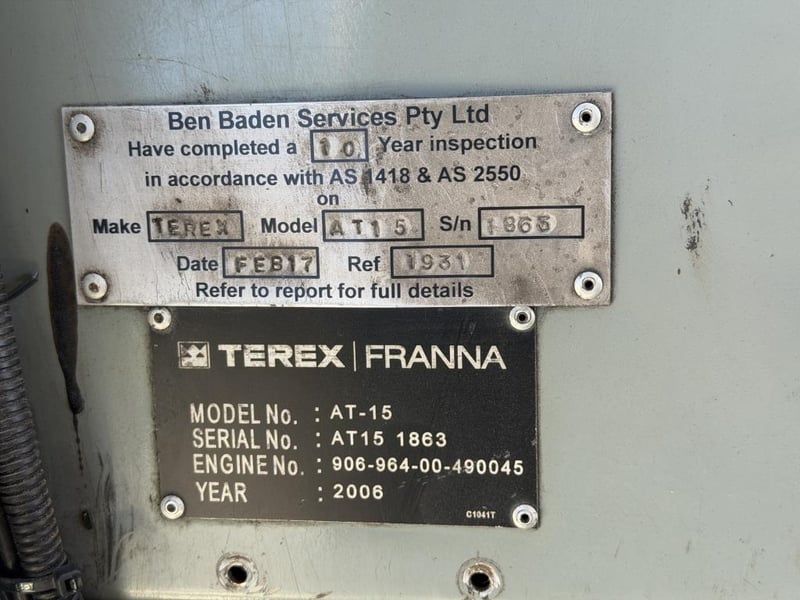 Ben Baden Services Pty Ltd
Have completed a 10 Year inspection
in accordance with AS 1418 & AS 2550
on
Make TEREX Model AT15 S/n 1863
Date FEB17 Ref 1931
Refer to report for full details
TEREX | FRANNA
MODEL No. : AT-15
SERIAL No. : AT15 1863
ENGINE No. : 906-964-00-490045
YEAR : 2006
C1041T